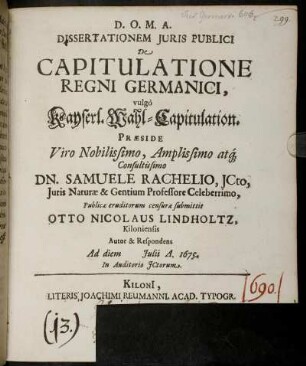 299
D. O. M. A.
DISSERTATIONEM JURIS PUBLICI
De
CAPITULATIONE
REGNI GERMANICI,
vulgò
Kayserl. Wahl-Capitulation.
PRÆSIDE
Viro Nobilissimo, Amplissimo atq́;
Consultissimo
DN. SAMUELE RACHELIO, JCto,
Juris Naturæ & Gentium Professore Celeberrimo,
Publicæ eruditorum censuræ submittit
OTTO NICOLAUS LINDHOLTZ,
Kiloniensis
Autor & Respondens
Ad diem Julii A. 1675.
In Auditorio JCtorum.
KILONI,
LITERIS JOACHIMI REUMANNI, ACAD. TYPOGR.
(13.)
[690.]